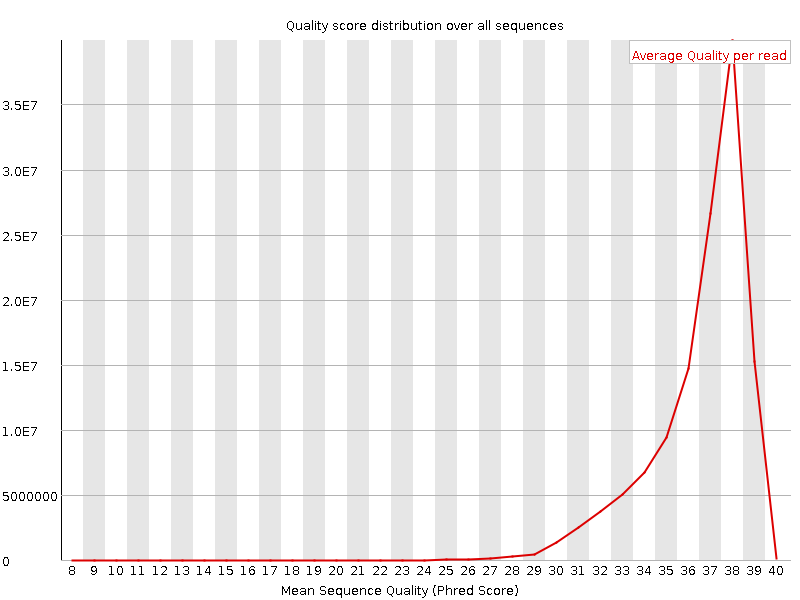 Quality score distribution over all sequences
Average Quality per read
3.5E7
3.0E7
2.5E7
2.0E7
1.5E7
1.0E7
5000000
0
8 9 10 11 12 13 14 15 16 17 18 19 20 21 22 23 24 25 26 27 28 29 30 31 32 33 34 35 36 37 38 39 40
Mean Sequence Quality (Phred Score)